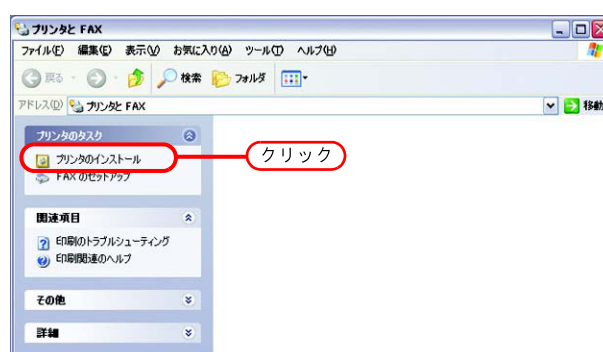 プリンタと FAX
ファイル(F) 編集(E) 表示(V) お気に入り(A) ツール(T) ヘルプ(H)
戻る 検索 フォルダ
アドレス(D) プリンタと FAX 移動
プリンタのタスク
プリンタのインストール
クリック
FAX のセットアップ
関連項目
印刷のトラブルシューティング
印刷関連のヘルプ
その他
詳細